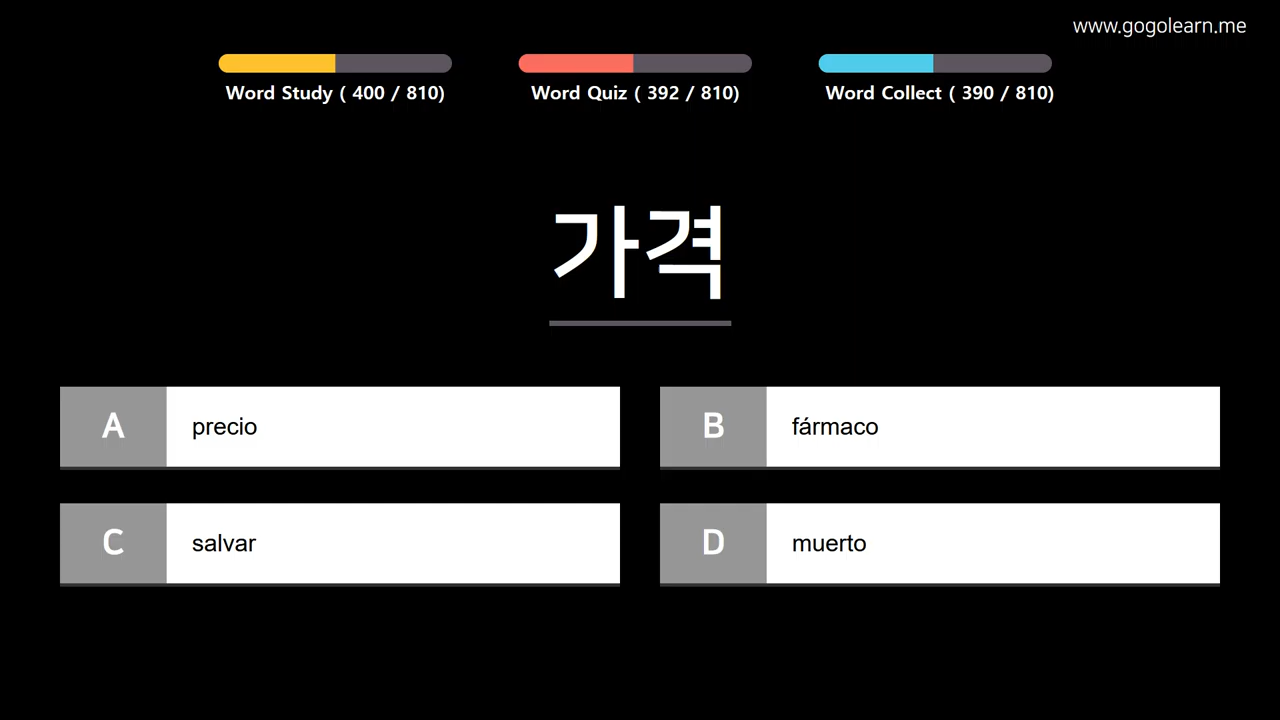 www.gogolearn.me
Word Study ( 400 / 810)
Word Quiz ( 392 / 810)
Word Collect ( 390 / 810)
가격
A
precio
B
fármaco
C
salvar
D
muerto